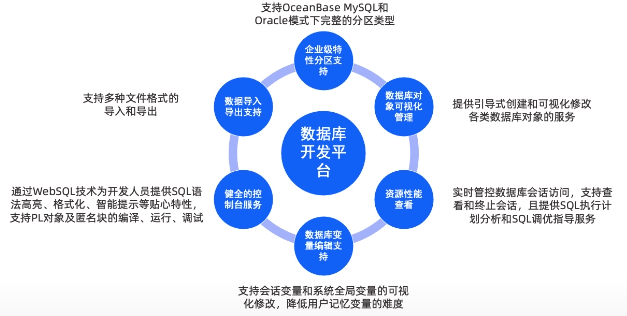 支持OceanBase MySQL和
Oracle模式下完整的分区类型
企业级特
性分区支
持
数据导入
导出支持
支持多种文件格式的
导入和导出
数据库对
象可视化
管理
提供引导式创建和可视化修改
各类数据库对象的服务
数据库
开发平
台
健全的控
制台服务
通过WebSQL技术为开发人员提供SQL语
法高亮、格式化、智能提示等贴心特性，
支持PL对象及匿名块的编译、运行、调试
资源性能
查看
实时管控数据库会话访问，支持查
看和终止会话，且提供SQL执行计
划分析和SQL调优指导服务
数据库变
量编辑支
持
支持会话变量和系统全局变量的可视
化修改，降低用户记忆变量的难度